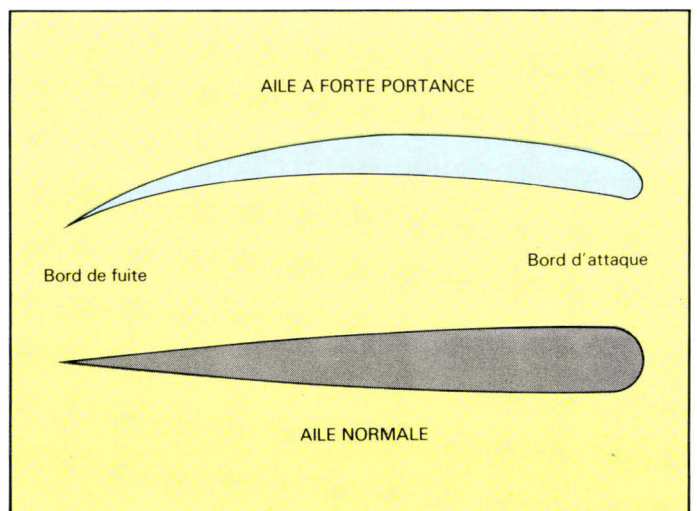 AILE A FORTE PORTANCE
Bord d'attaque
Bord de fuite
AILE NORMALE